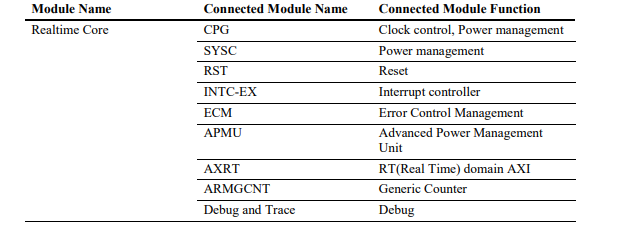 Module Name Connected Module Name Connected Module Function
Realtime Core CPG Clock control, Power management
SYSC Power management
RST Reset
INTC-EX Interrupt controller
ECM Error Control Management
APMU Advanced Power Management
Unit
AXRT RT(Real Time) domain AXI
ARMGCNT Generic Counter
Debug and Trace Debug